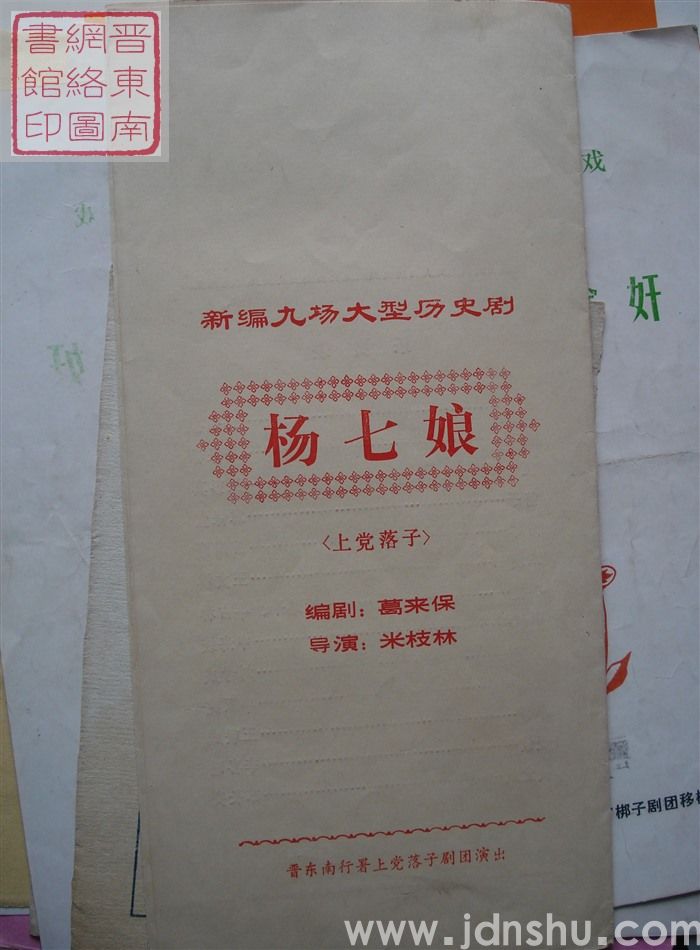 晋東南
網絡圖
書館印
新编九场大型历史剧
杨七娘
〈上党落子〉
编剧：葛来保
导演：米枝林
晋东南行署上党落子剧团演出
戏
奸
梆子剧团移植
www.jdnshu.com